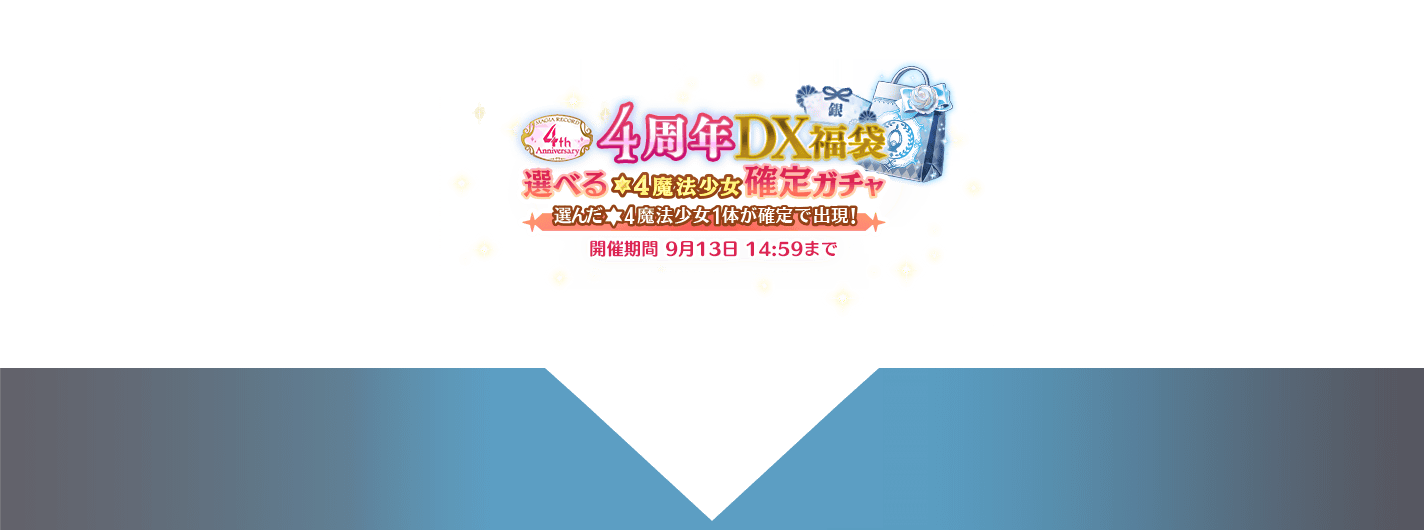 銀
MAGIA RECORD
4th
Anniversary
4周年DX福袋
選べる★4魔法少女確定ガチャ
選んだ★4魔法少女1体が確定で出現!
開催期間 9月13日 14:59まで